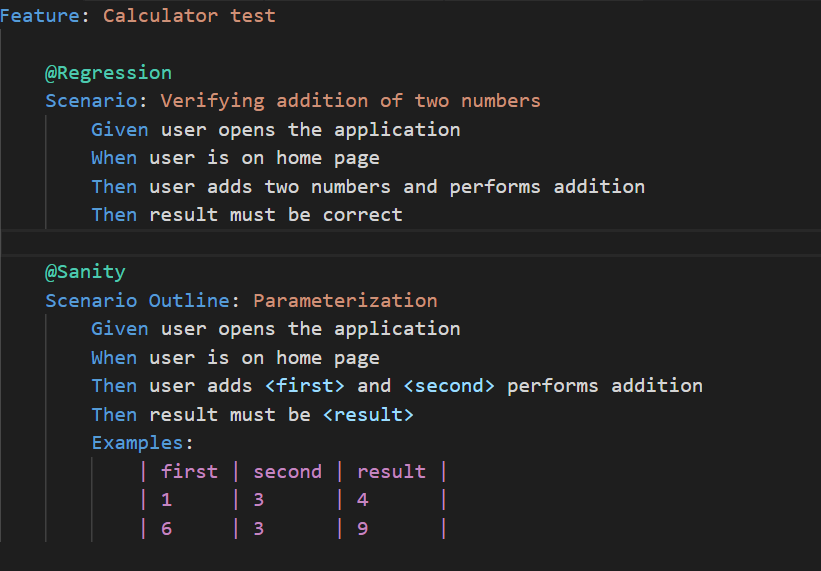 Feature: Calculator test
@Regression
Scenario: Verifying addition of two numbers
Given user opens the application
When user is on home page
Then user adds two numbers and performs addition
Then result must be correct
@Sanity
Scenario Outline: Parameterization
Given user opens the application
When user is on home page
Then user adds <first> and <second> performs addition
Then result must be <result>
Examples:
| first | second | result |
| 1 | 3 | 4 |
| 6 | 3 | 9 |